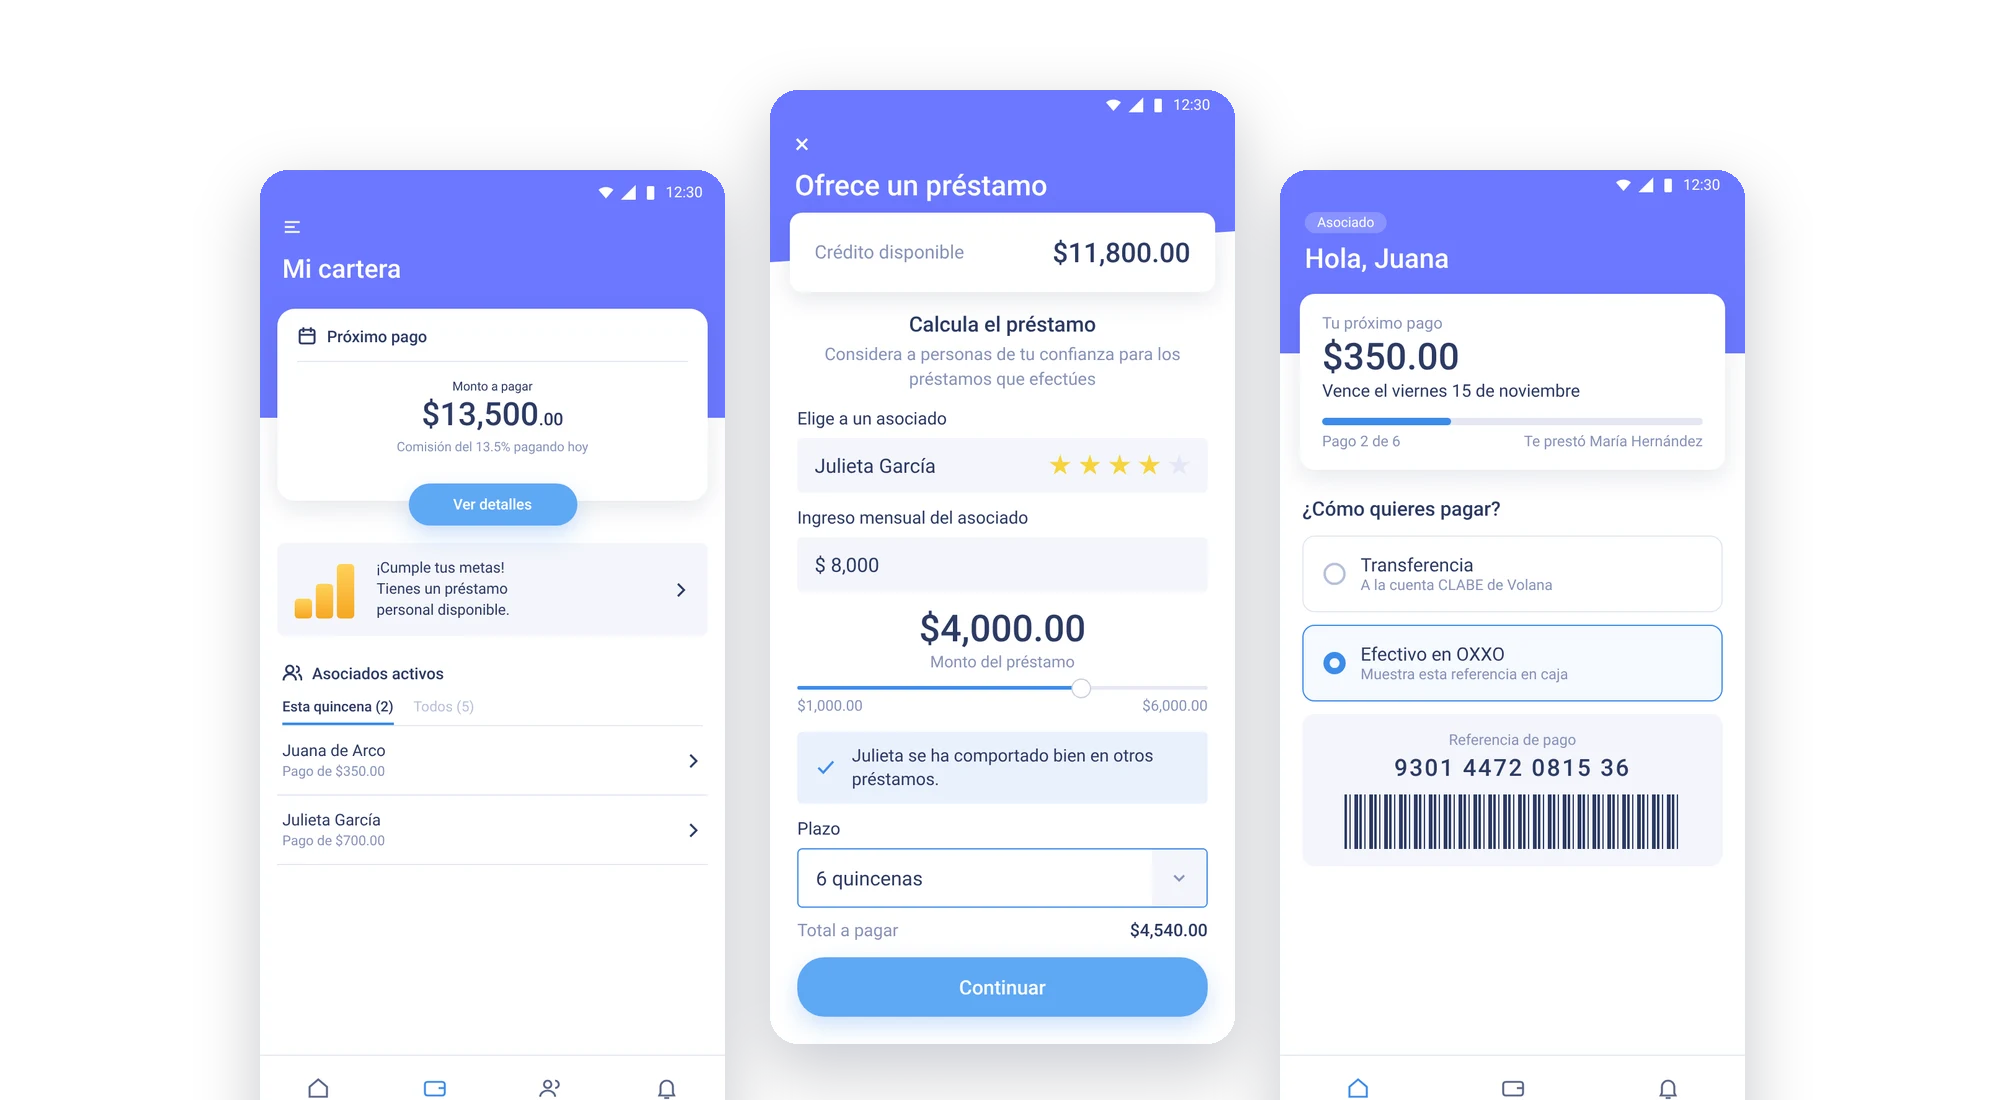 12:30
Mi cartera
Próximo pago
Monto a pagar
$13,500.00
Comisión del 13.5% pagando hoy
Ver detalles
¡Cumple tus metas!
Tienes un préstamo
personal disponible.
Asociados activos
Esta quincena (2) Todos (5)
Juana de Arco
Pago de $350.00
Julieta García
Pago de $700.00
12:30
Ofrece un préstamo
Crédito disponible $11,800.00
Calcula el préstamo
Considera a personas de tu confianza para los
préstamos que efectúes
Elige a un asociado
Julieta García
Ingreso mensual del asociado
$ 8,000
$4,000.00
Monto del préstamo
$1,000.00 $6,000.00
Julieta se ha comportado bien en otros
préstamos.
Plazo
6 quincenas
Total a pagar $4,540.00
Continuar
12:30
Asociado
Hola, Juana
Tu próximo pago
$350.00
Vence el viernes 15 de noviembre
Pago 2 de 6 Te prestó María Hernández
¿Cómo quieres pagar?
Transferencia
A la cuenta CLABE de Volana
Efectivo en OXXO
Muestra esta referencia en caja
Referencia de pago
9301 4472 0815 36